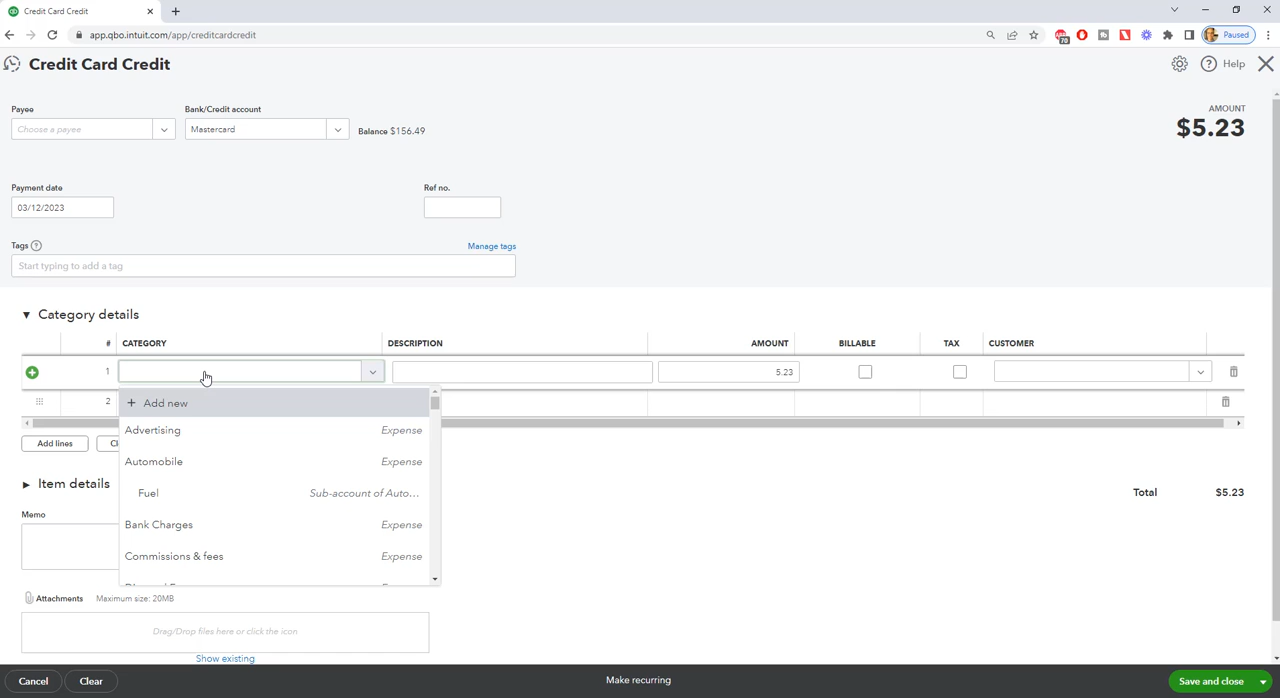 Credit Card Credit
app.qbo.intuit.com/app/creditcardcredit
70
Paused
Credit Card Credit
Help
Payee
Bank/Credit account
AMOUNT
$5.23
Choose a payee
Mastercard
Balance $156.49
Payment date
Ref no.
03/12/2023
Tags ?
Manage tags
Start typing to add a tag
Category details
# CATEGORY DESCRIPTION AMOUNT BILLABLE TAX CUSTOMER
1 5.23
2
+ Add new
Advertising Expense
Automobile Expense
Fuel Sub-account of Auto...
Bank Charges Expense
Commissions & fees Expense
Add lines
Cl
Item details
Total $5.23
Memo
Attachments Maximum size: 20MB
Drag/Drop files here or click the icon
Show existing
Cancel
Clear
Make recurring
Save and close